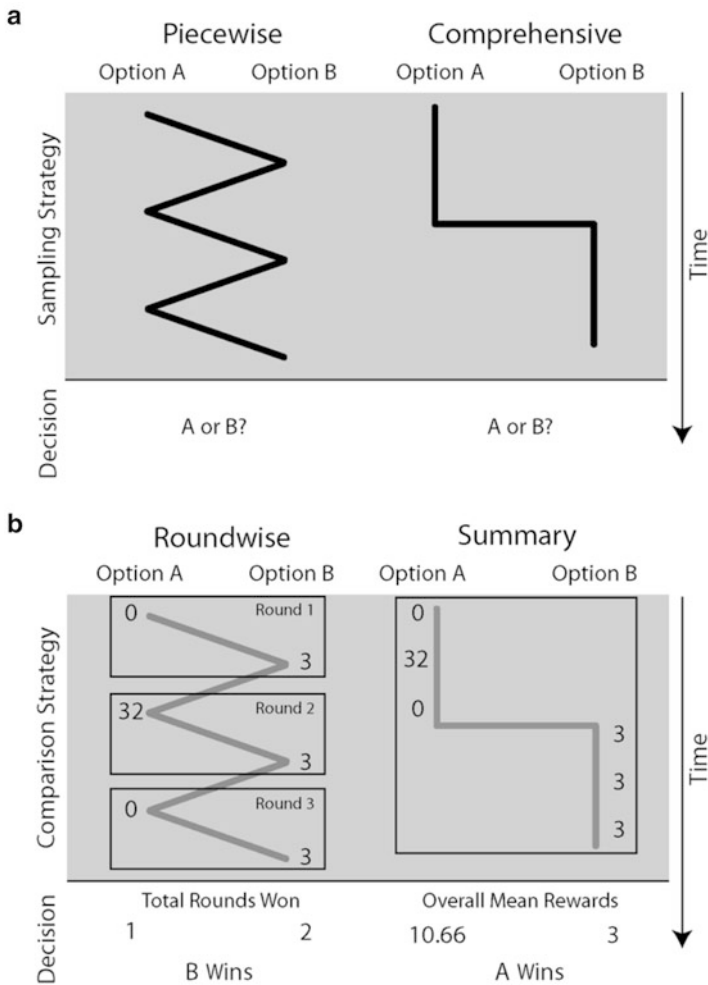 a
Piecewise Comprehensive
Option A Option B Option A Option B
Sampling Strategy
Time
Decision
A or B? A or B?
b
Roundwise Summary
Option A Option B Option A Option B
Comparison Strategy
Time
0 Round 1 0
3 32
32 Round 2 0
3 3
0 Round 3 3
3 3
Decision
Total Rounds Won Overall Mean Rewards
1 2 10.66 3
B Wins A Wins